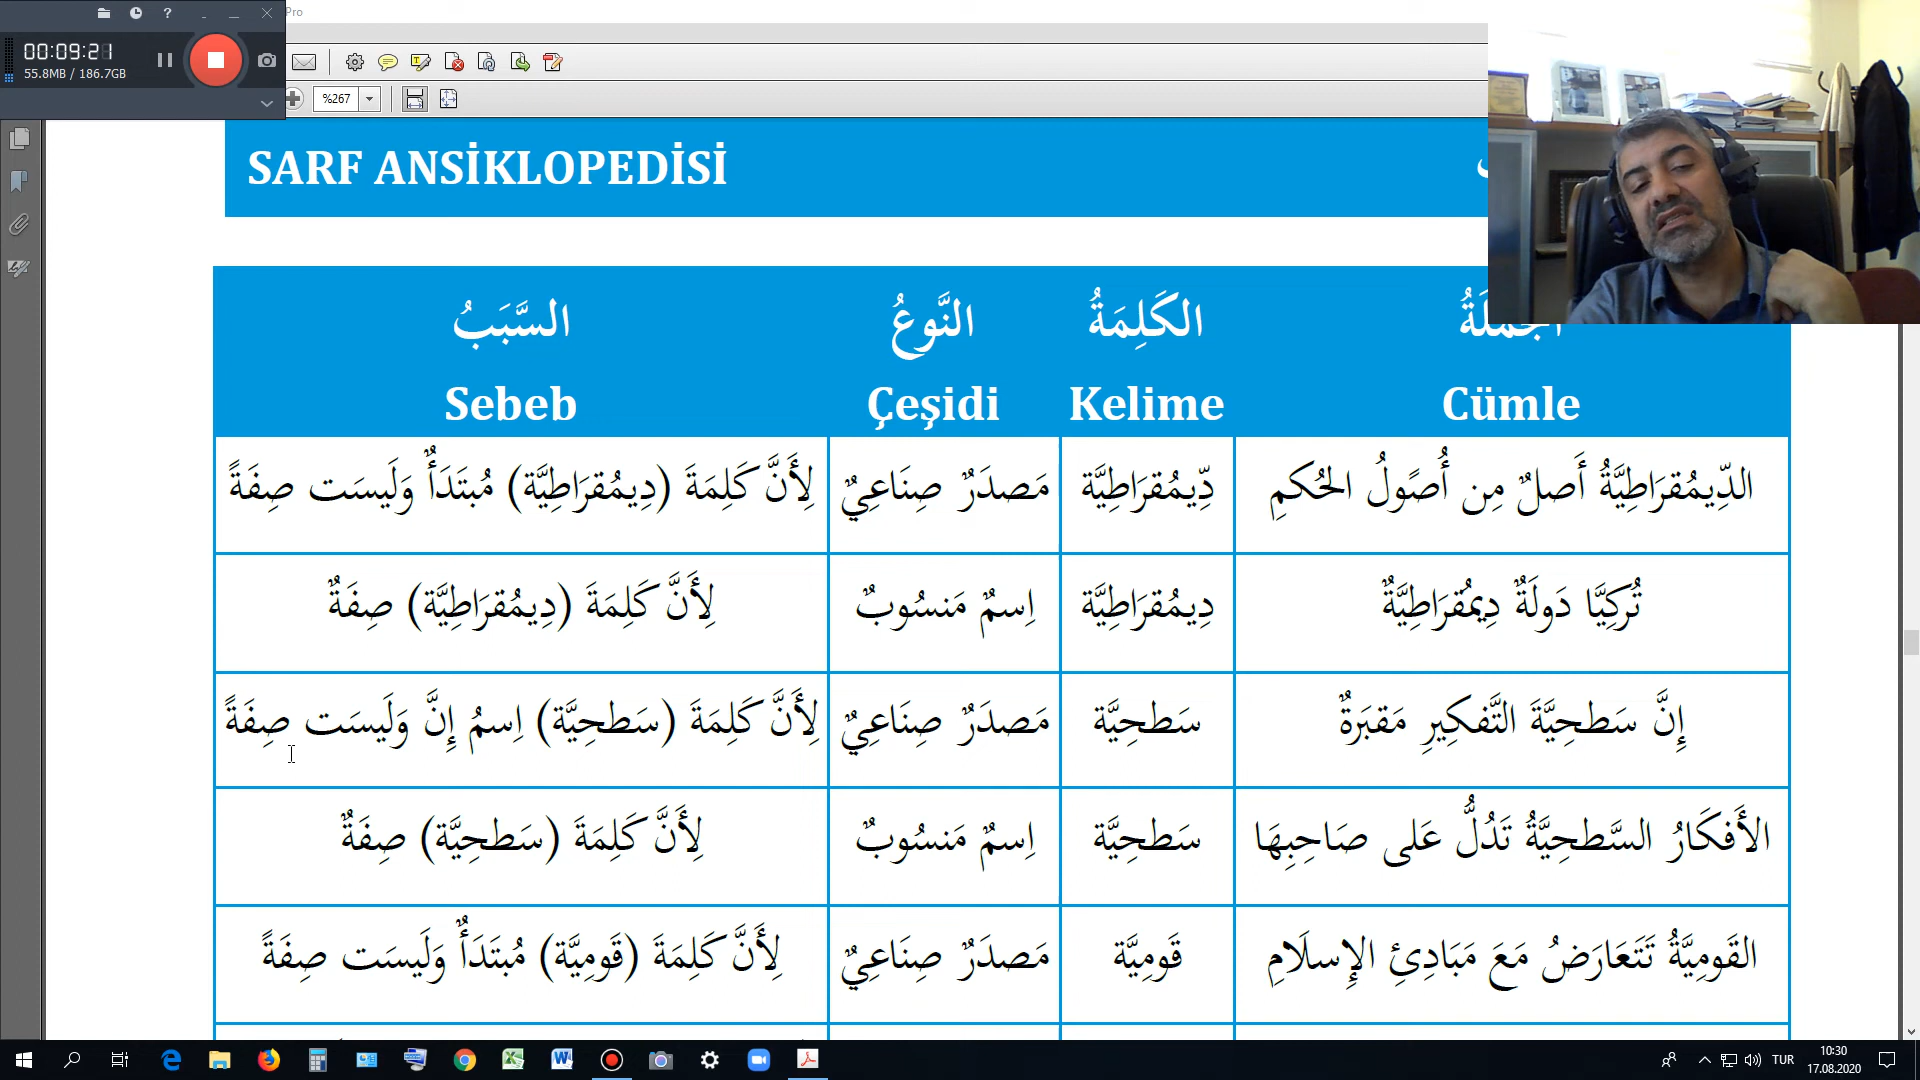 Pro
00:09:21
55.8MB / 186.7GB
%267
SARF ANSİKLOPEDİSİ
السَّبَبُ
النَّوعُ
الكَلِمَةُ
Sebeb
Çeşidi
Kelime
Cümle
الدِّيمُقرَاطِيَّةُ أَصلٌ مِن أُصًولُ الحُكمِ
دِّيمُقرَاطِيَّة
مَصدَرٌ صِنَاعِيٌ
لِأَنَّ كَلِمَةَ (دِيمُقرَاطِيَّة) مُبتَدَأٌ وَلَيسَت صِفَةً
تُركِيَّا دَولَةٌ دِيمُقرَاطِيَّةٌ
دِيمُقرَاطِيَّة
اِسمٌ مَنسُوبٌ
لِأَنَّ كَلِمَةَ (دِيمُقرَاطِيَّة) صِفَةٌ
إِنَّ سَطحِيَّةَ التَّفكِيرِ مَقبَرَةٌ
سَطحِيَّة
مَصدَرٌ صِنَاعِيٌ
لِأَنَّ كَلِمَةَ (سَطحِيَّة) اِسمُ إِنَّ وَلَيسَت صِفَةً
الأَفكَارُ السَّطحِيَّةُ تَدُلُّ عَلى صَاحِبِهَا
سَطحِيَّة
اِسمٌ مَنسُوبٌ
لِأَنَّ كَلِمَةَ (سَطحِيَّة) صِفَةٌ
القَومِيَّةُ تَتَعَارَضُ مَعَ مَبَادِئِ الإِسلَامِ
قَومِيَّة
مَصدَرٌ صِنَاعِيٌ
لِأَنَّ كَلِمَةَ (قَومِيَّة) مُبتَدَأٌ وَلَيسَت صِفَةً
TUR
10:30
17.08.2020